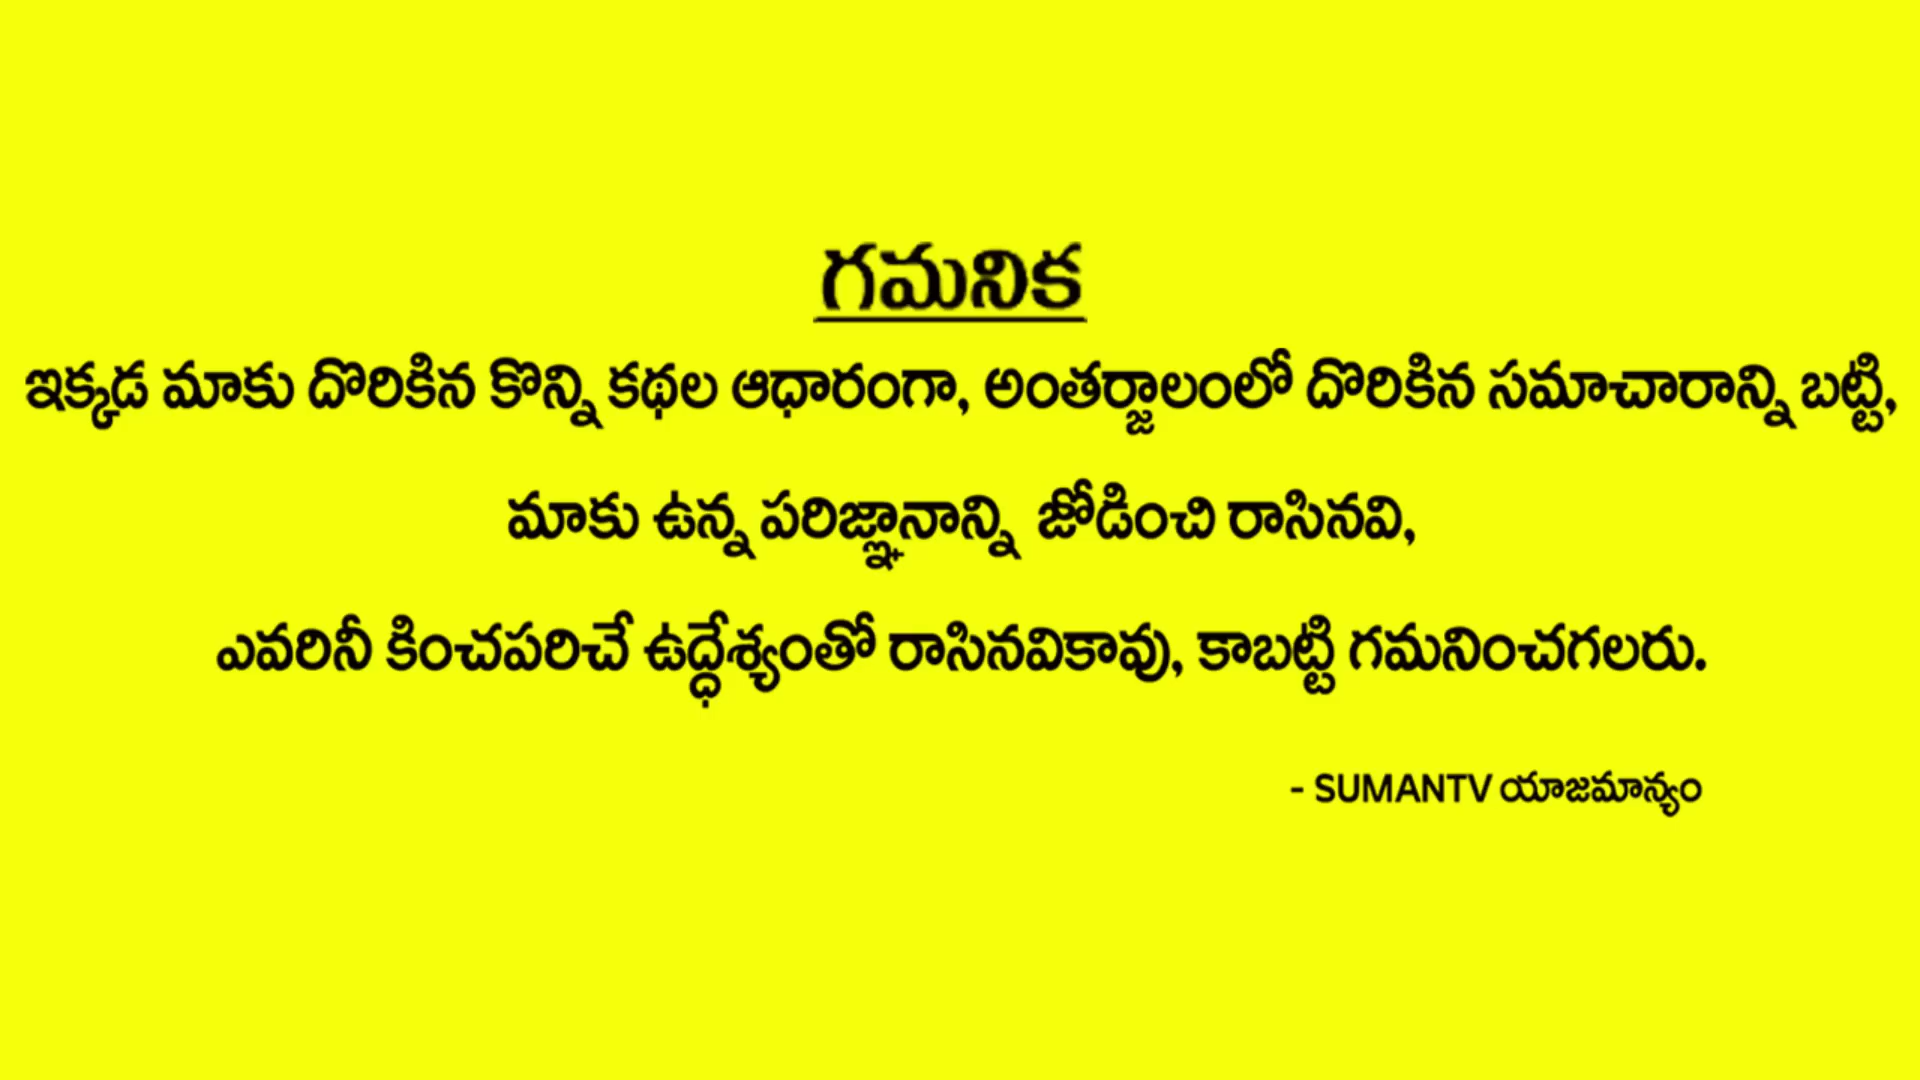 గమనిక
ఇక్కడ మాకు దొరికిన కొన్ని కథల ఆధారంగా, అంతర్జాలంలో దొరికిన సమాచారాన్ని బట్టి,
మాకు ఉన్న పరిజ్ఞానాన్ని జోడించి రాసినవి,
ఎవరినీ కించపరిచే ఉద్ధేశ్యంతో రాసినవికావు, కాబట్టి గమనించగలరు.
- SUMANTV యాజమాన్యం